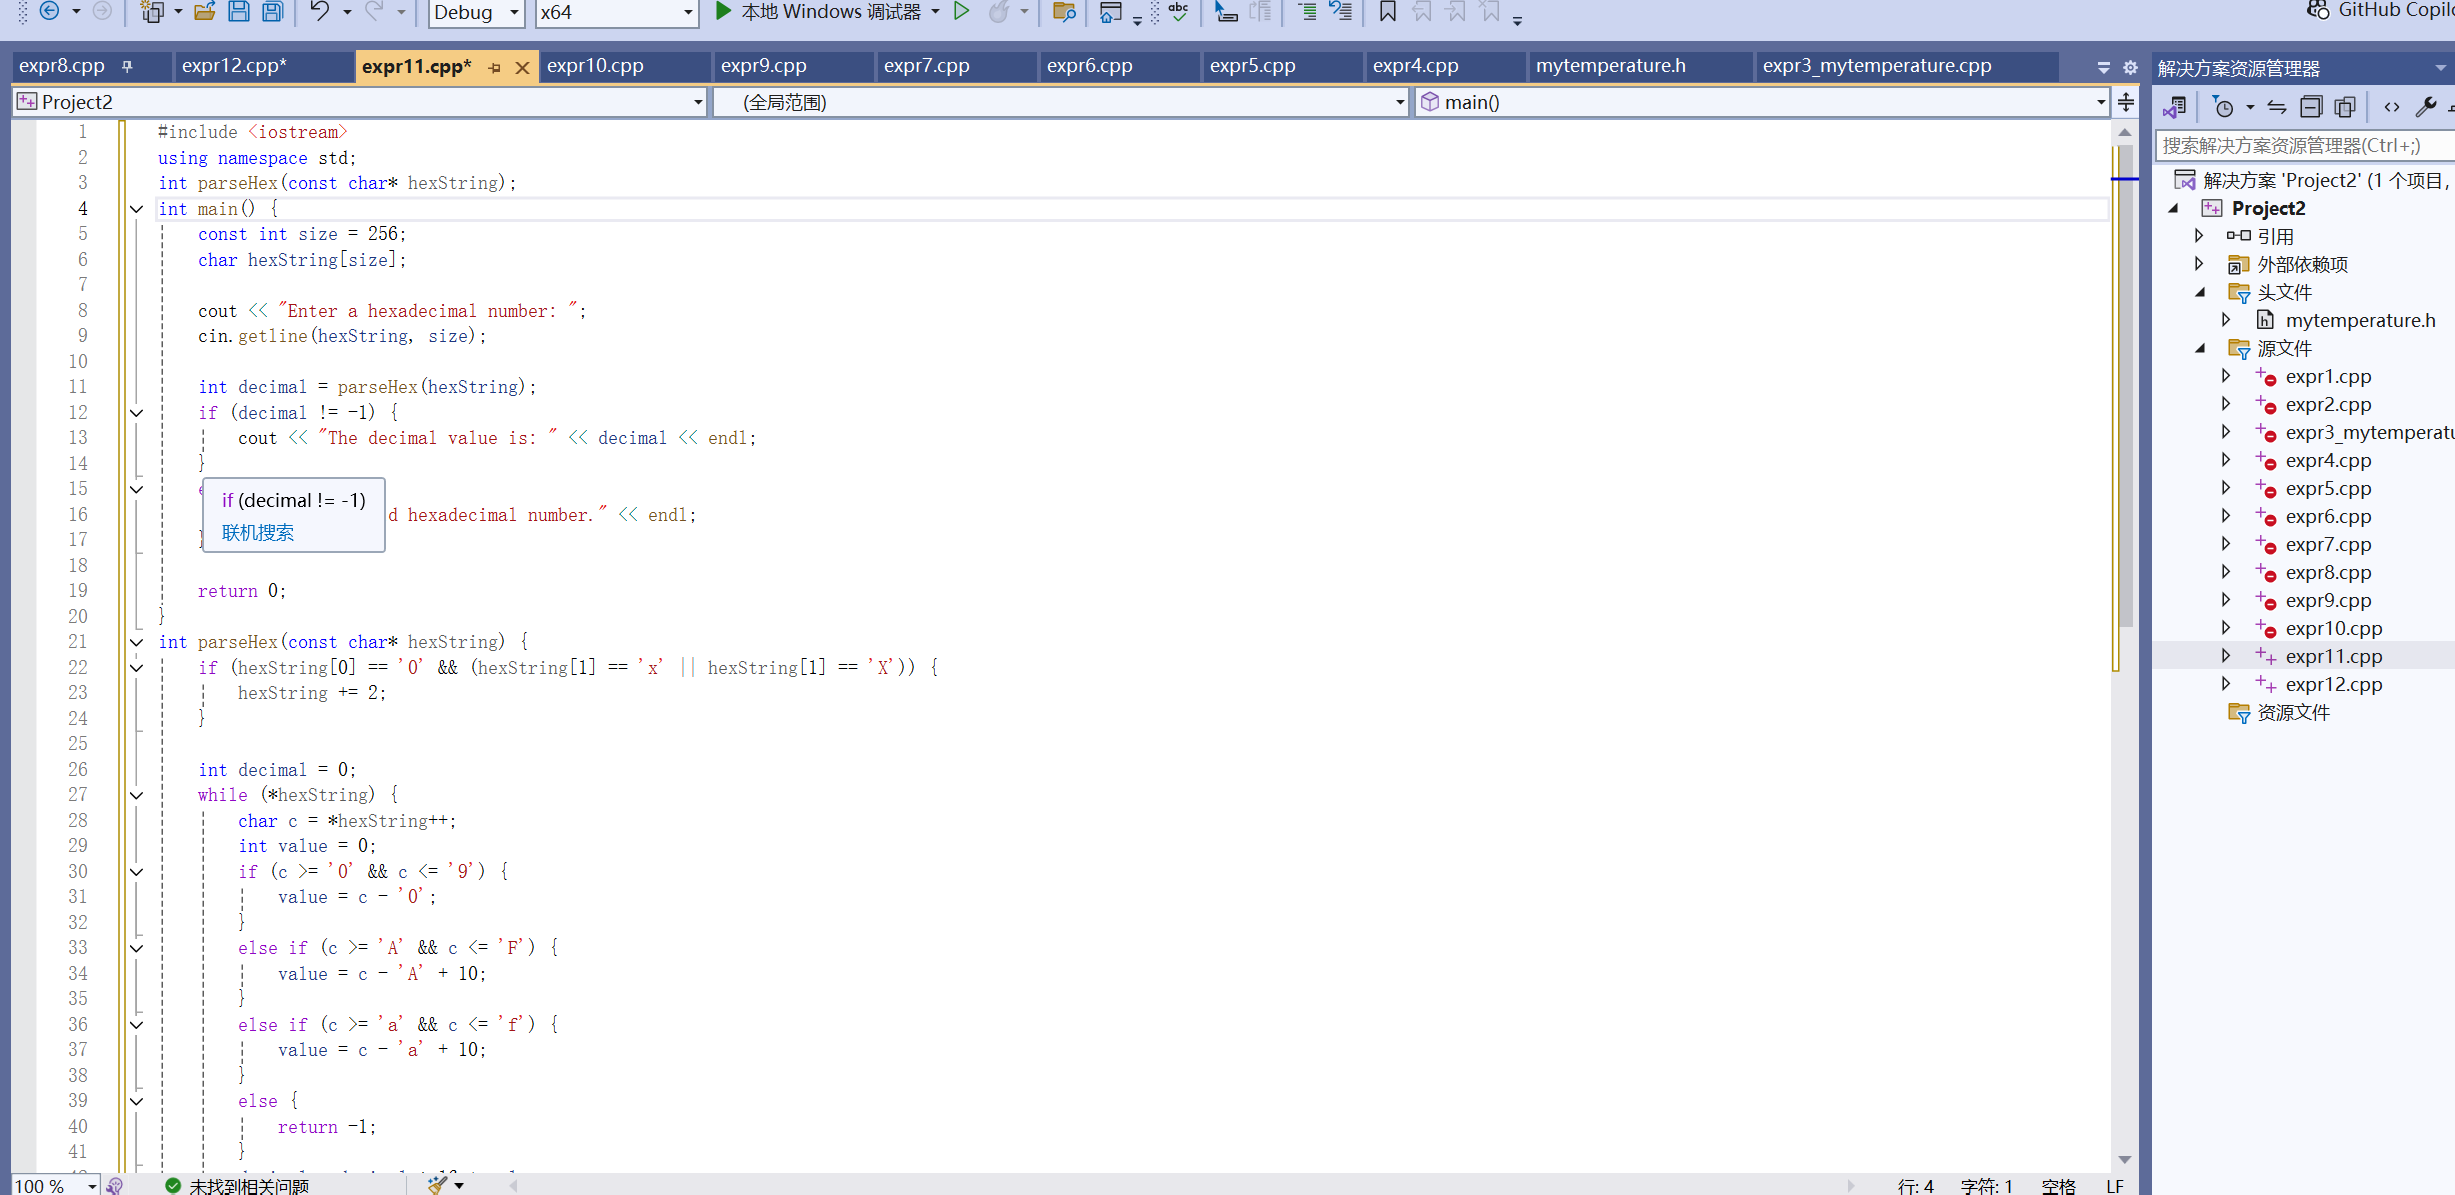 Debug x64 本地 Windows 调试器 abc GitHub Copil
expr8.cpp expr12.cpp* expr11.cpp* expr10.cpp expr9.cpp expr7.cpp expr6.cpp expr5.cpp expr4.cpp mytemperature.h expr3_mytemperature.cpp
Project2 (全局范围) main()
1 #include <iostream>
2 using namespace std;
3 int parseHex(const char* hexString);
4 int main() {
5 const int size = 256;
6 char hexString[size];
7
8 cout << "Enter a hexadecimal number: ";
9 cin.getline(hexString, size);
10
11 int decimal = parseHex(hexString);
12 if (decimal != -1) {
13 cout << "The decimal value is: " << decimal << endl;
14 }
15
if (decimal != -1)
联机搜索
16 d hexadecimal number." << endl;
17
18
19 return 0;
20 }
21 int parseHex(const char* hexString) {
22 if (hexString[0] == '0' && (hexString[1] == 'x' || hexString[1] == 'X')) {
23 hexString += 2;
24 }
25
26 int decimal = 0;
27 while (*hexString) {
28 char c = *hexString++;
29 int value = 0;
30 if (c >= '0' && c <= '9') {
31 value = c - '0';
32 }
33 else if (c >= 'A' && c <= 'F') {
34 value = c - 'A' + 10;
35 }
36 else if (c >= 'a' && c <= 'f') {
37 value = c - 'a' + 10;
38 }
39 else {
40 return -1;
41 }
100 % 未找到相关问题 行: 4 字符: 1 空格 LF
解决方案资源管理器
搜索解决方案资源管理器(Ctrl+;)
解决方案 'Project2' (1 个项目，
Project2
引用
外部依赖项
头文件
mytemperature.h
源文件
expr1.cpp
expr2.cpp
expr3_mytemperatu
expr4.cpp
expr5.cpp
expr6.cpp
expr7.cpp
expr8.cpp
expr9.cpp
expr10.cpp
expr11.cpp
expr12.cpp
资源文件